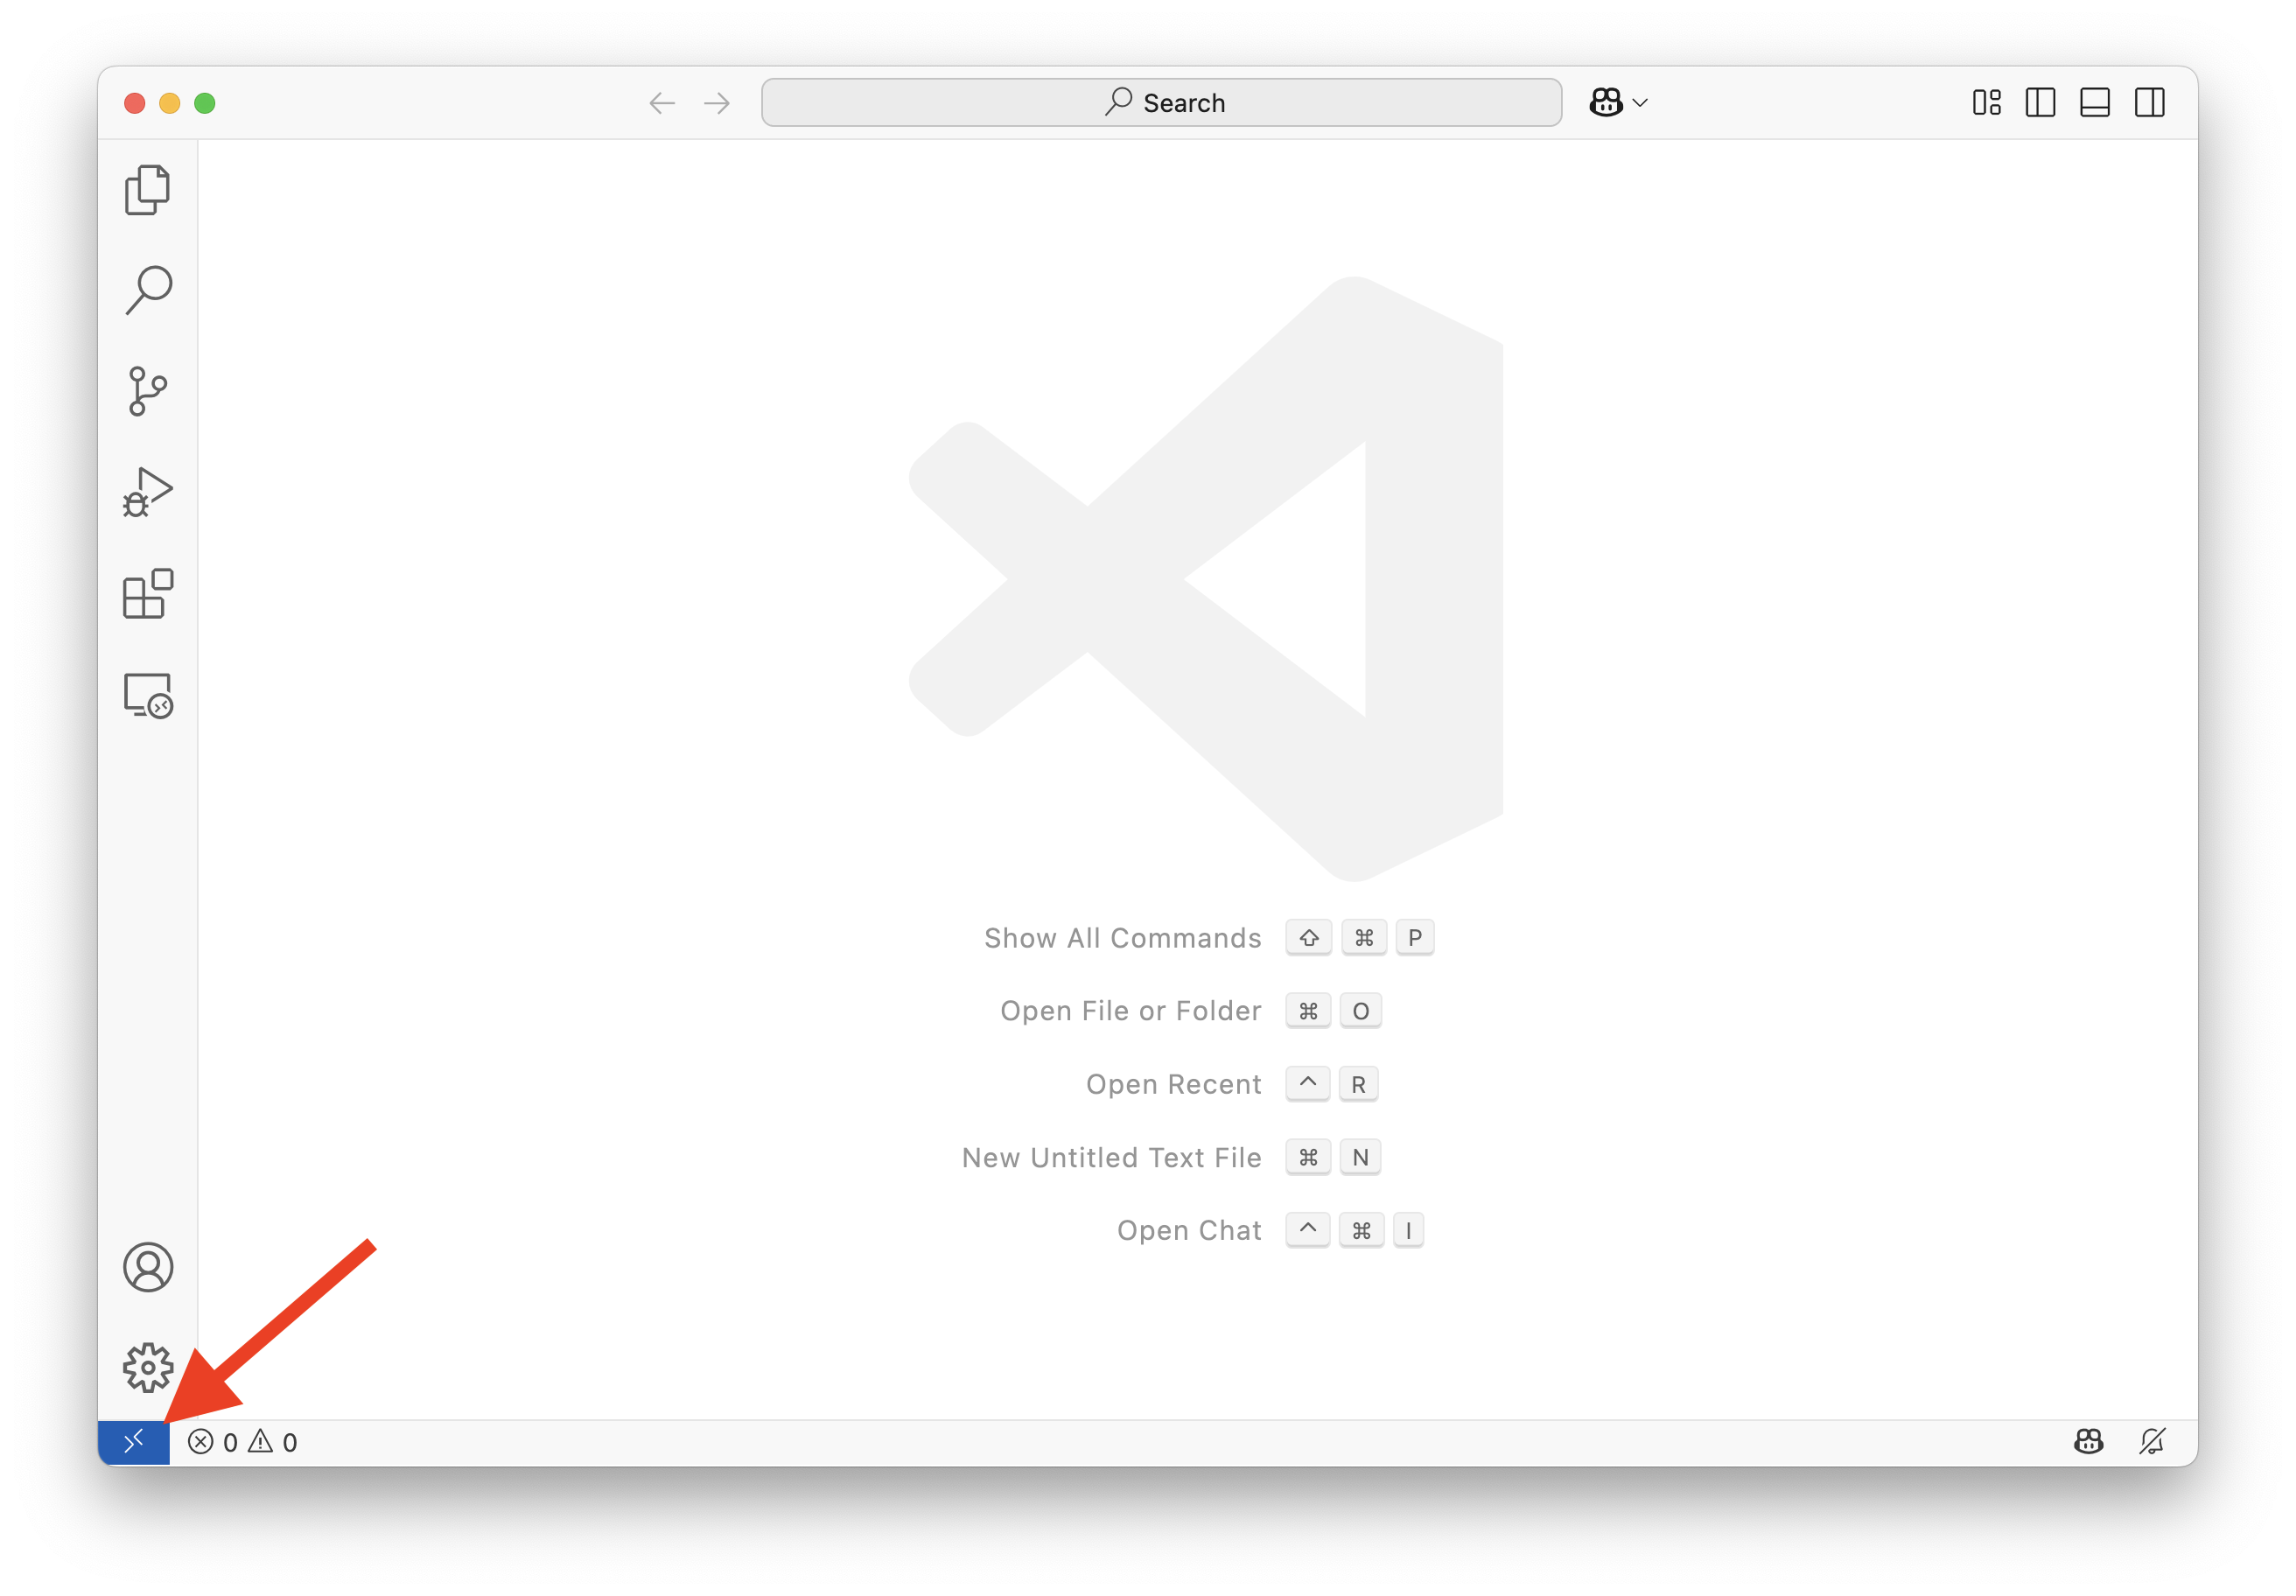 Search
Show All Commands ⇧ ⌘ P
Open File or Folder ⌘ O
Open Recent ^ R
New Untitled Text File ⌘ N
Open Chat ^ ⌘ I
0 0